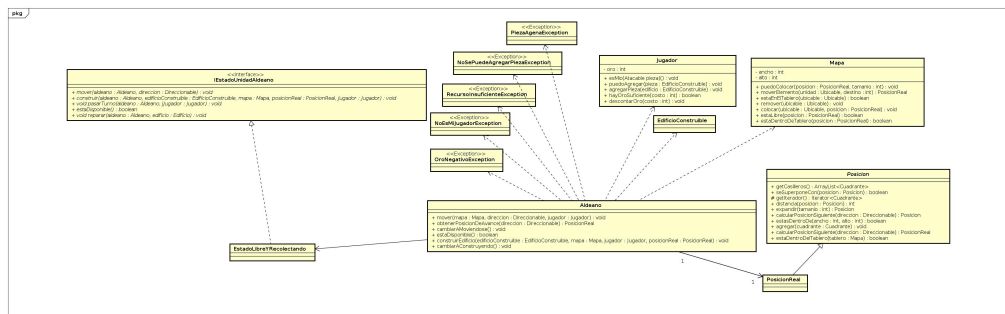 pkg
<<Exception>>
PiezaAgenaException
<<Exception>>
NoSePuedeAgregarPiezaException
<<Exception>>
RecursoInsuficienteException
<<Exception>>
NoEsMiJugadorException
<<Exception>>
OroNegativoException
<<Interface>>
IEstadoUnidadAldeano
+ mover(aldeano : Aldeano, direccion : Direccionable) : void
+ construir(aldeano : Aldeano, edificioConstruible : EdificioConstruible, mapa : Mapa, posicionReal : PosicionReal, jugador : Jugador) : void
+ void pasarTurno(aldeano : Aldeano, jugador : Jugador) : void
+ estaDisponible() : boolean
+ void reparar(aldeano : Aldeano, edificio : Edificio) : void
Jugador
- oro : int
+ esMio(Atacable pieza)() : void
+ puedoAgregar(pieza : EdificioConstruible) : void
+ agregarPieza(edificio : EdificioConstruible) : void
+ hayOroSuficiente(costo : int) : boolean
+ descontarOro(costo : int) : void
EdificioConstruible
Mapa
- ancho : int
- alto : int
+ puedoColocar(posicion : PosicionReal, tamanio : int) : void
+ moverElemento(unidad : Ubicable, destino : int) : PosicionReal
+ estaEnElTablero(ubicable : Ubicable) : boolean
+ remover(ubicable : Ubicable) : void
+ colocar(ubicable : Ubicable, posicion : PosicionReal) : void
+ estaLibre(posicion : PosicionReal) : boolean
+ estaDentroDeTablero(posicion : PosicionReal) : boolean
Posicion
+ getCasilleros() : ArrayList<Cuadrante>
+ seSuperponeCon(posicion : Posicion) : boolean
# getIterador() : Iterator<Cuadrante>
+ distancia(posicion : Posicion) : int
+ expandir(tamanio : int) : Posicion
+ calcularPosicionSiguiente(direccion : Direccionable) : Posicion
+ estasDentroDe(ancho : int, alto : int) : boolean
+ agregar(cuadrante : Cuadrante) : void
+ calcularPosicionSiguiente(direccion : Direccionable) : PosicionReal
+ estaDentroDeTablero(tablero : Mapa) : boolean
Aldeano
+ mover(mapa : Mapa, direccion : Direccionable, jugador : Jugador) : void
+ obtenerPosicionDeAvance(direccion : Direccionable) : PosicionReal
+ cambiarAMoviendose() : void
+ estaDisponible() : boolean
+ construirEdificio(edificioConstruible : EdificioConstruible, mapa : Mapa, jugador : Jugador, posicionReal : PosicionReal) : void
+ cambiarAConstruyendo() : void
EstadoLibreYRecolectando
1
1
PosicionReal